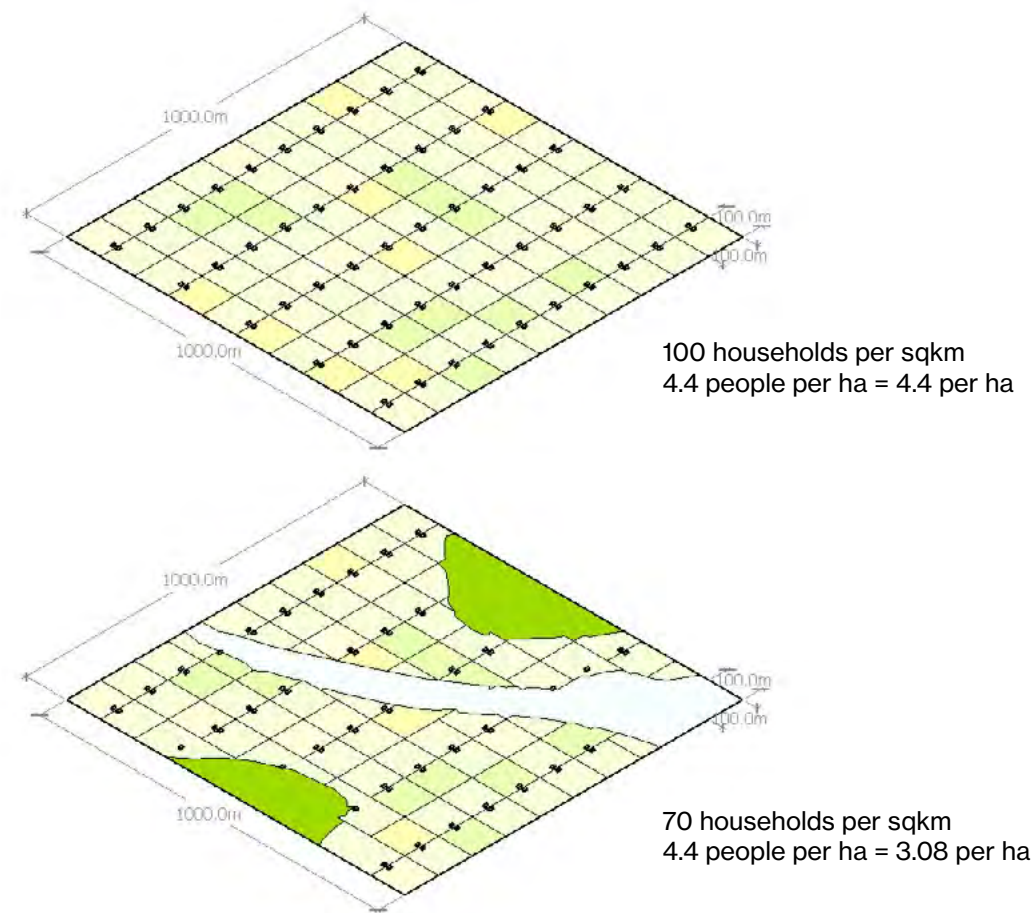 1000.0m
100.0m
100.0m
1000.0m
100 households per sqkm
4.4 people per ha = 4.4 per ha
1000.0m
100.0m
100.0m
1000.0m
70 households per sqkm
4.4 people per ha = 3.08 per ha